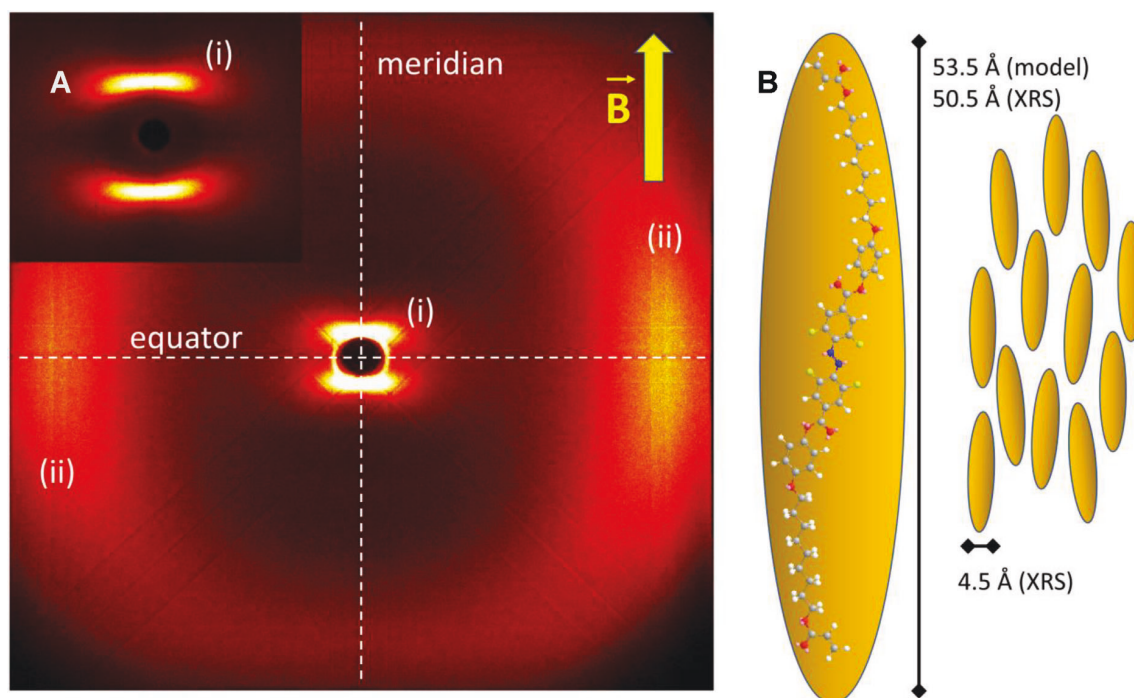 A
(i)
meridian
B
equator
(i)
(ii)
(ii)
B
53.5 Å (model)
50.5 Å (XRS)
4.5 Å (XRS)